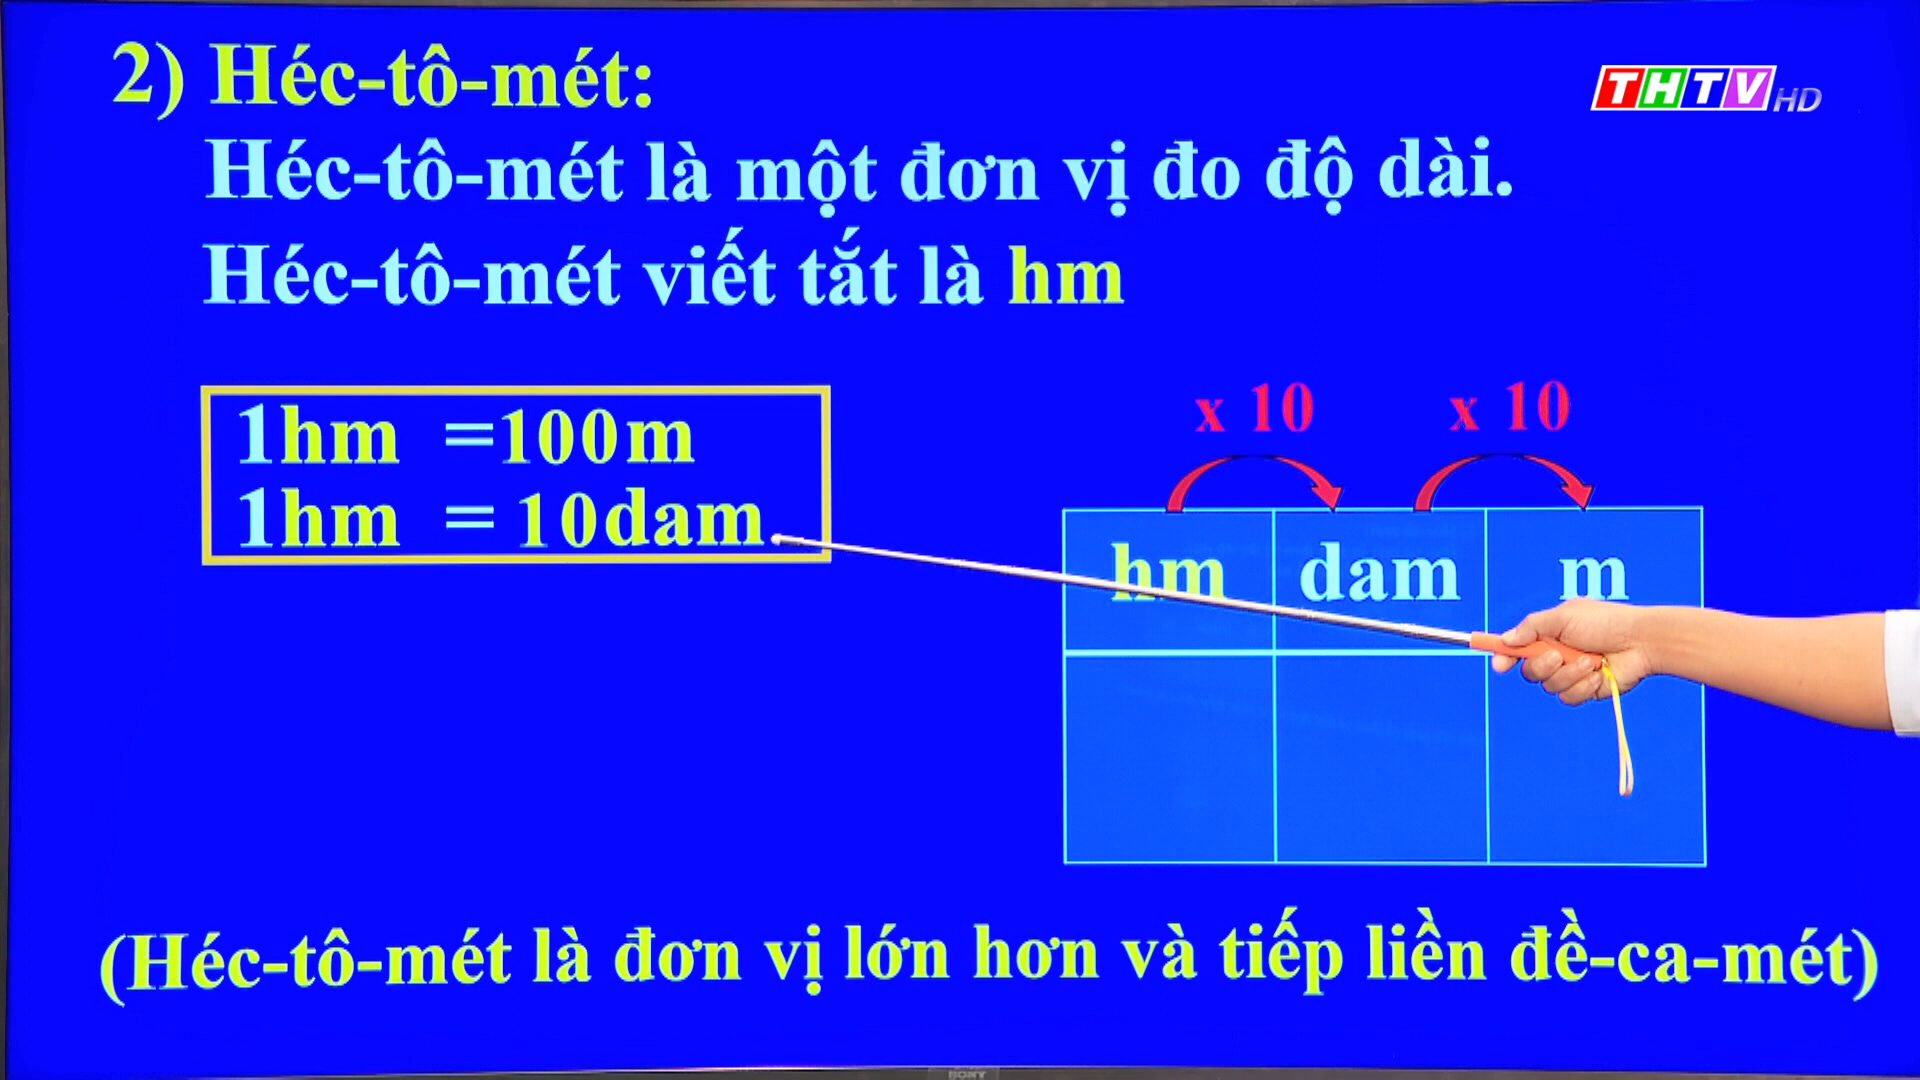 2) Héc-tô-mét:
THTV HD
Héc-tô-mét là một đơn vị đo độ dài.
Héc-tô-mét viết tắt là hm
x 10 x 10
1hm =100m
1hm = 10dam
hm dam m
(Héc-tô-mét là đơn vị lớn hơn và tiếp liền đề-ca-mét)
SONY